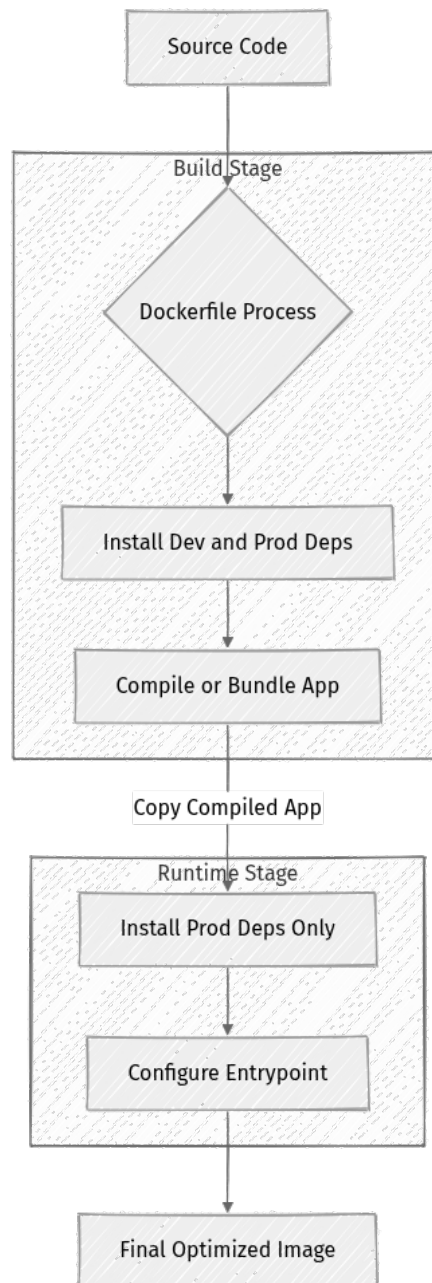 Source Code
Build Stage
Dockerfile Process
Install Dev and Prod Deps
Compile or Bundle App
Copy Compiled App
Runtime Stage
Install Prod Deps Only
Configure Entrypoint
Final Optimized Image